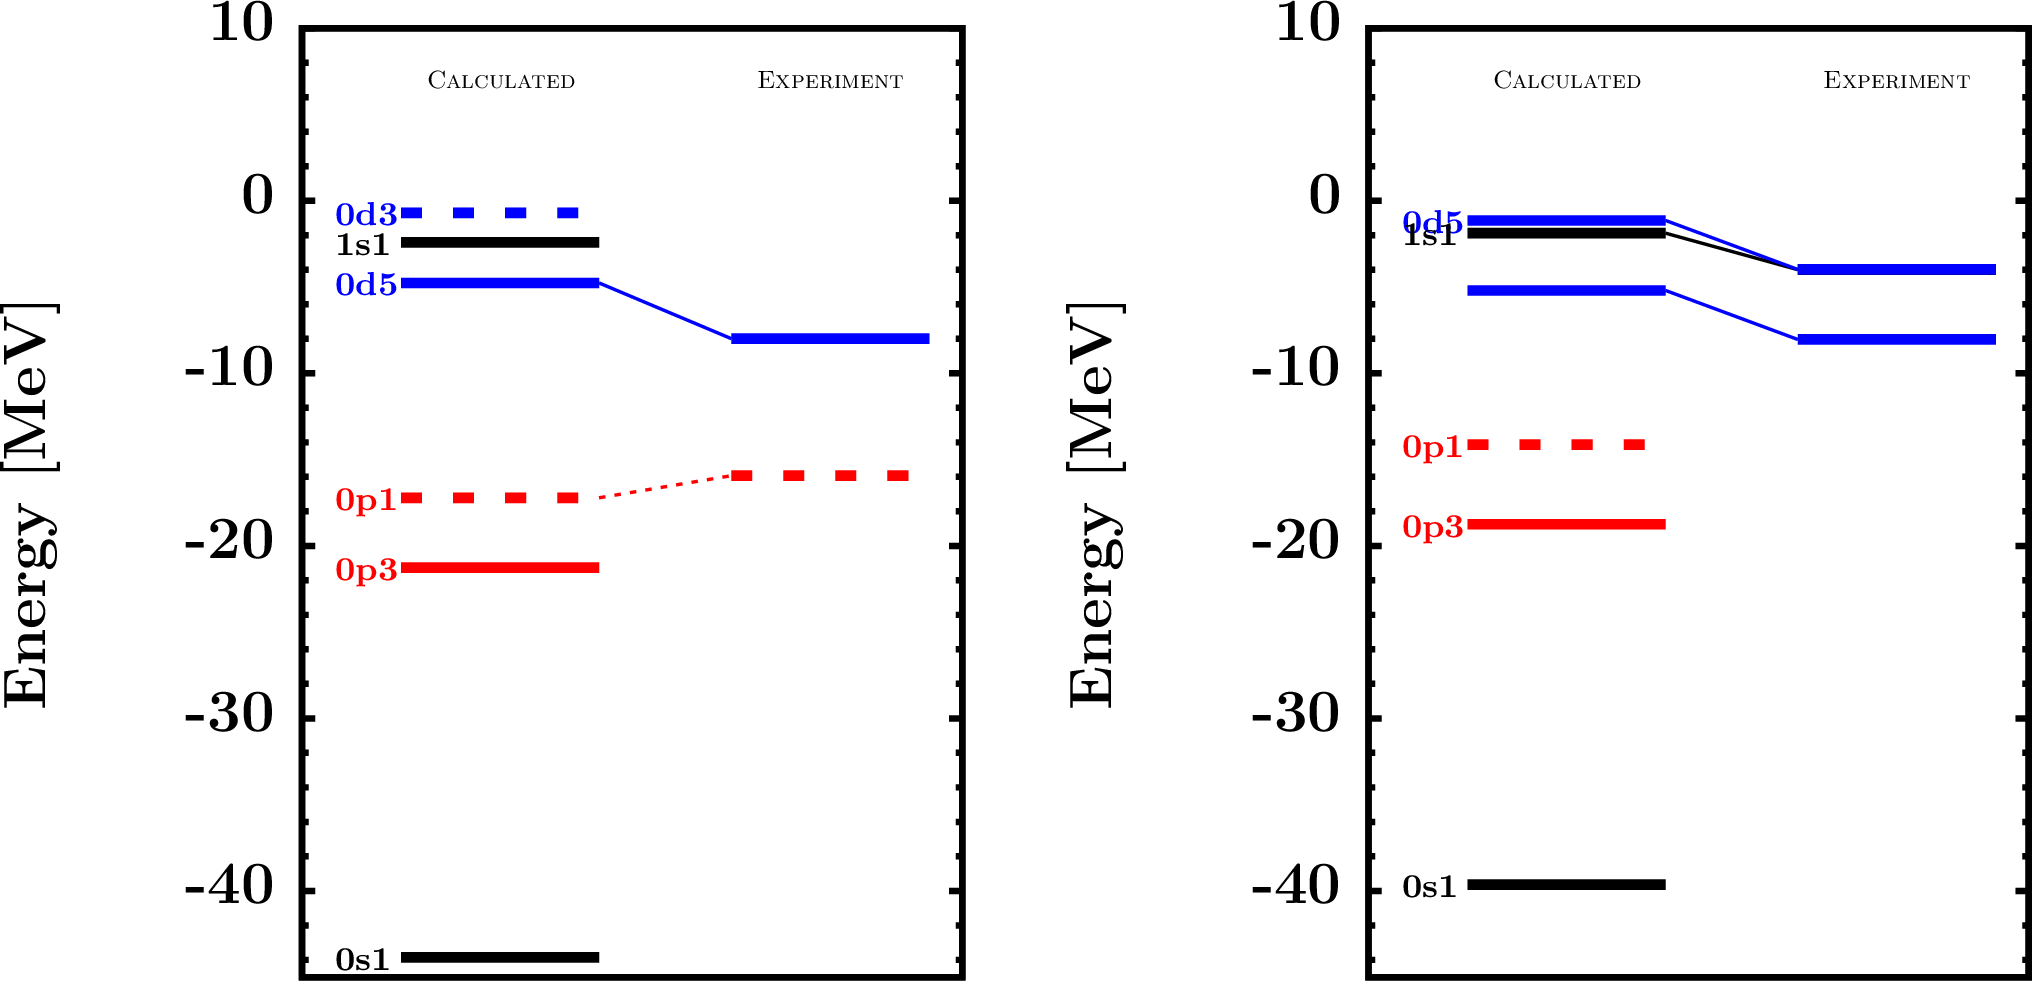 Energy [MeV]
10
0
-10
-20
-30
-40
CALCULATED
EXPERIMENT
0d3
1s1
0d5
0p1
0p3
0s1
Energy [MeV]
10
0
-10
-20
-30
-40
CALCULATED
EXPERIMENT
0d5
1s1
0p1
0p3
0s1